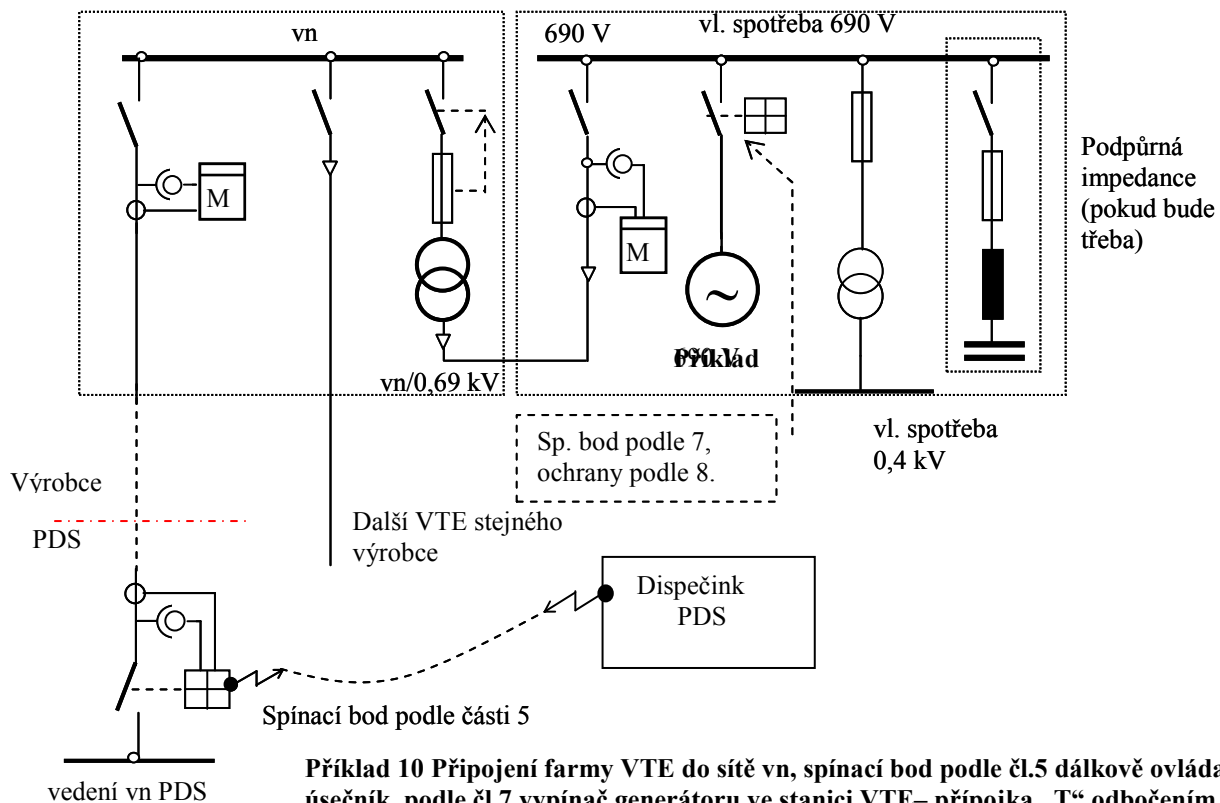 vn
690 V
vl. spotřeba 690 V
M
M
~
Podpůrná
impedance
(pokud bude
třeba)
Příklad
vn/0,69 kV
Sp. bod podle 7,
ochrany podle 8.
vl. spotřeba
0,4 kV
Výrobce
PDS
Další VTE stejného
výrobce
Dispečink
PDS
Spínací bod podle části 5
vedení vn PDS
Příklad 10 Připojení farmy VTE do sítě vn, spínací bod podle čl.5 dálkově ovláda
úsečník, podle čl.7 vypínač generátoru ve stanici VTE– přípojka „T“ odbočením